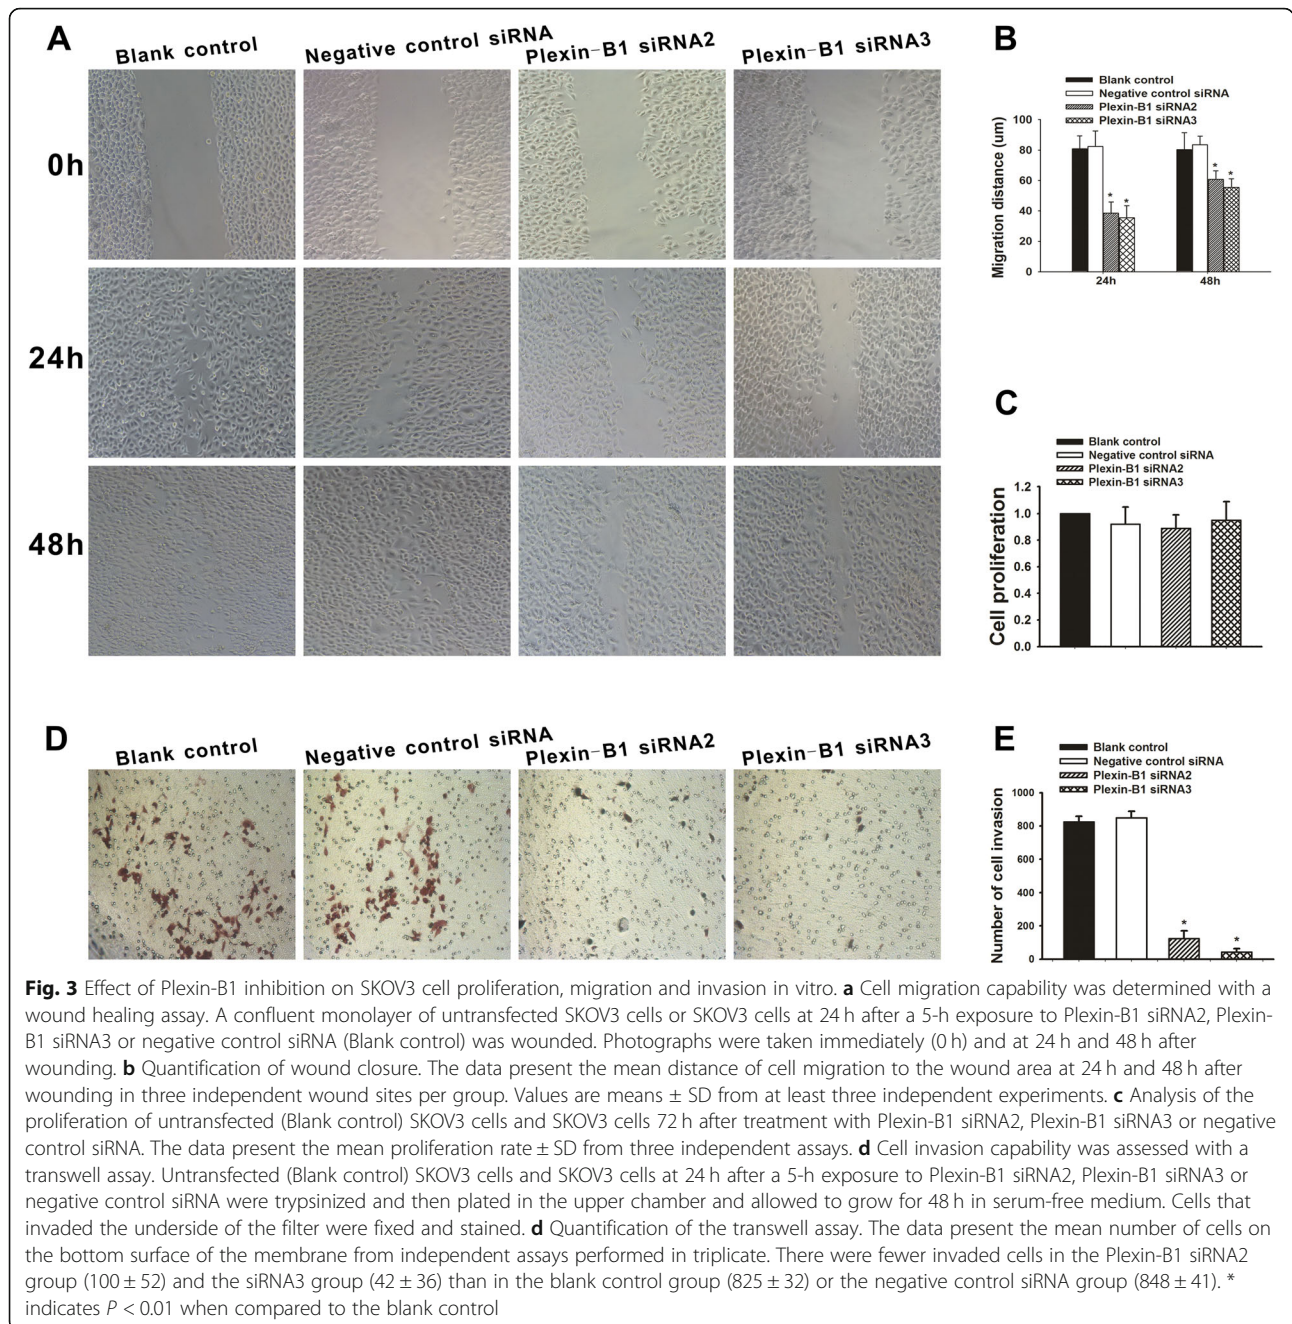 A
Blank control
Negative control siRNA
Plexin-B1 siRNA2
Plexin-B1 siRNA3
0h
24h
48h
B
Blank control
Negative control siRNA
Plexin-B1 siRNA2
Plexin-B1 siRNA3
Migration distance (um)
100
80
60
40
20
0
*
*
*
*
24h
48h
C
Blank control
Negative control siRNA
Plexin-B1 siRNA2
Plexin-B1 siRNA3
Cell proliferation
1.2
1.0
0.8
0.6
0.4
0.2
0.0
D
Blank control
Negative control siRNA
Plexin-B1 siRNA2
Plexin-B1 siRNA3
E
Blank control
Negative control siRNA
Plexin-B1 siRNA2
Plexin-B1 siRNA3
Number of cell invasion
1000
800
600
400
200
0
*
*
Fig. 3 Effect of Plexin-B1 inhibition on SKOV3 cell proliferation, migration and invasion in vitro. a Cell migration capability was determined with a
wound healing assay. A confluent monolayer of untransfected SKOV3 cells or SKOV3 cells at 24 h after a 5-h exposure to Plexin-B1 siRNA2, Plexin-
B1 siRNA3 or negative control siRNA (Blank control) was wounded. Photographs were taken immediately (0 h) and at 24 h and 48 h after
wounding. b Quantification of wound closure. The data present the mean distance of cell migration to the wound area at 24 h and 48 h after
wounding in three independent wound sites per group. Values are means ± SD from at least three independent experiments. c Analysis of the
proliferation of untransfected (Blank control) SKOV3 cells and SKOV3 cells 72 h after treatment with Plexin-B1 siRNA2, Plexin-B1 siRNA3 or negative
control siRNA. The data present the mean proliferation rate ± SD from three independent assays. d Cell invasion capability was assessed with a
transwell assay. Untransfected (Blank control) SKOV3 cells and SKOV3 cells at 24 h after a 5-h exposure to Plexin-B1 siRNA2, Plexin-B1 siRNA3 or
negative control siRNA were trypsinized and then plated in the upper chamber and allowed to grow for 48 h in serum-free medium. Cells that
invaded the underside of the filter were fixed and stained. d Quantification of the transwell assay. The data present the mean number of cells on
the bottom surface of the membrane from independent assays performed in triplicate. There were fewer invaded cells in the Plexin-B1 siRNA2
group (100 ± 52) and the siRNA3 group (42 ± 36) than in the blank control group (825 ± 32) or the negative control siRNA group (848 ± 41). *
indicates P < 0.01 when compared to the blank control